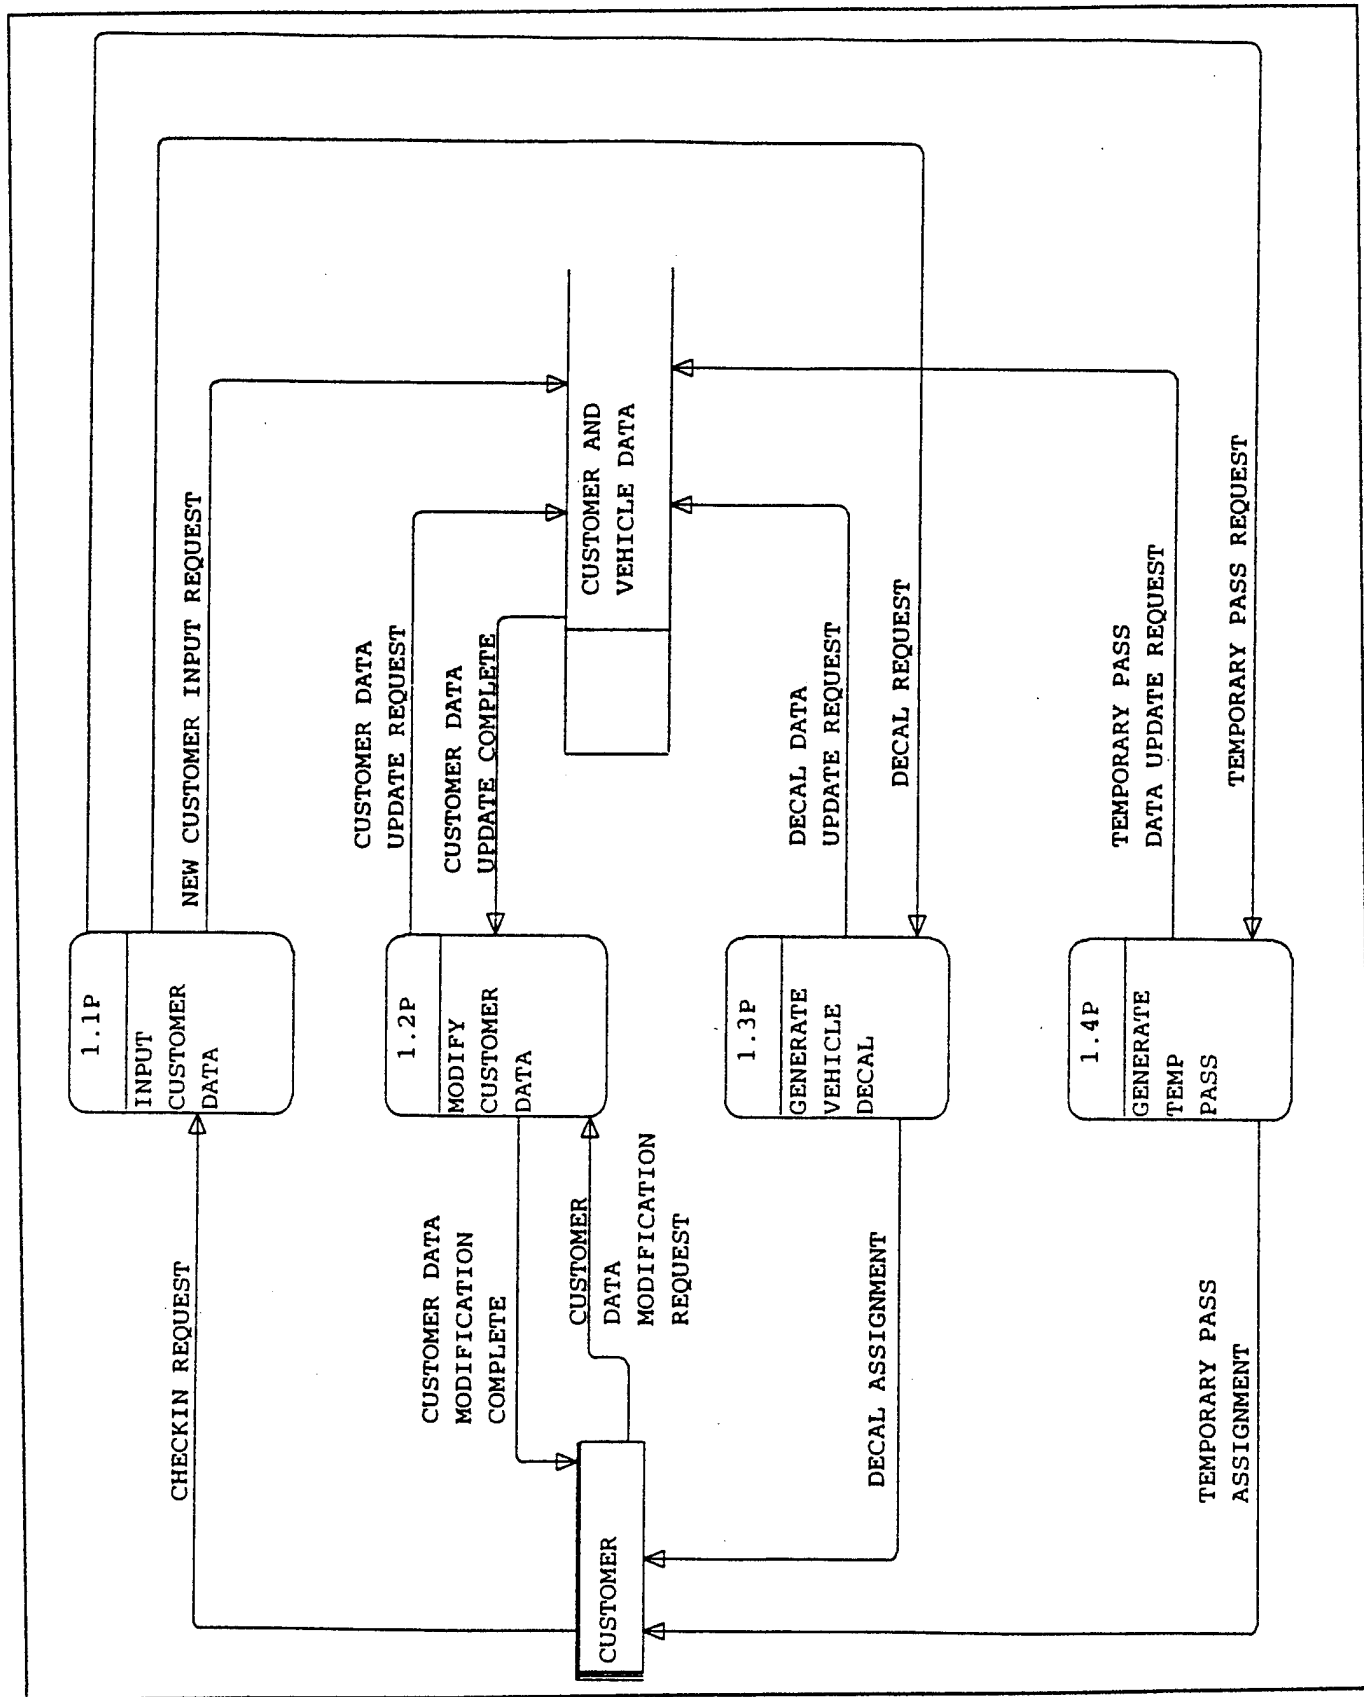 CHECKIN REQUEST
1.1P
INPUT
CUSTOMER
DATA
NEW CUSTOMER INPUT REQUEST
CUSTOMER DATA
UPDATE REQUEST
CUSTOMER DATA
UPDATE COMPLETE
1.2P
MODIFY
CUSTOMER
DATA
CUSTOMER DATA
MODIFICATION
COMPLETE
CUSTOMER
DATA
MODIFICATION
REQUEST
CUSTOMER
CUSTOMER AND
VEHICLE DATA
DECAL DATA
UPDATE REQUEST
DECAL REQUEST
1.3P
GENERATE
VEHICLE
DECAL
DECAL ASSIGNMENT
TEMPORARY PASS
DATA UPDATE REQUEST
TEMPORARY PASS REQUEST
1.4P
GENERATE
TEMP
PASS
TEMPORARY PASS
ASSIGNMENT